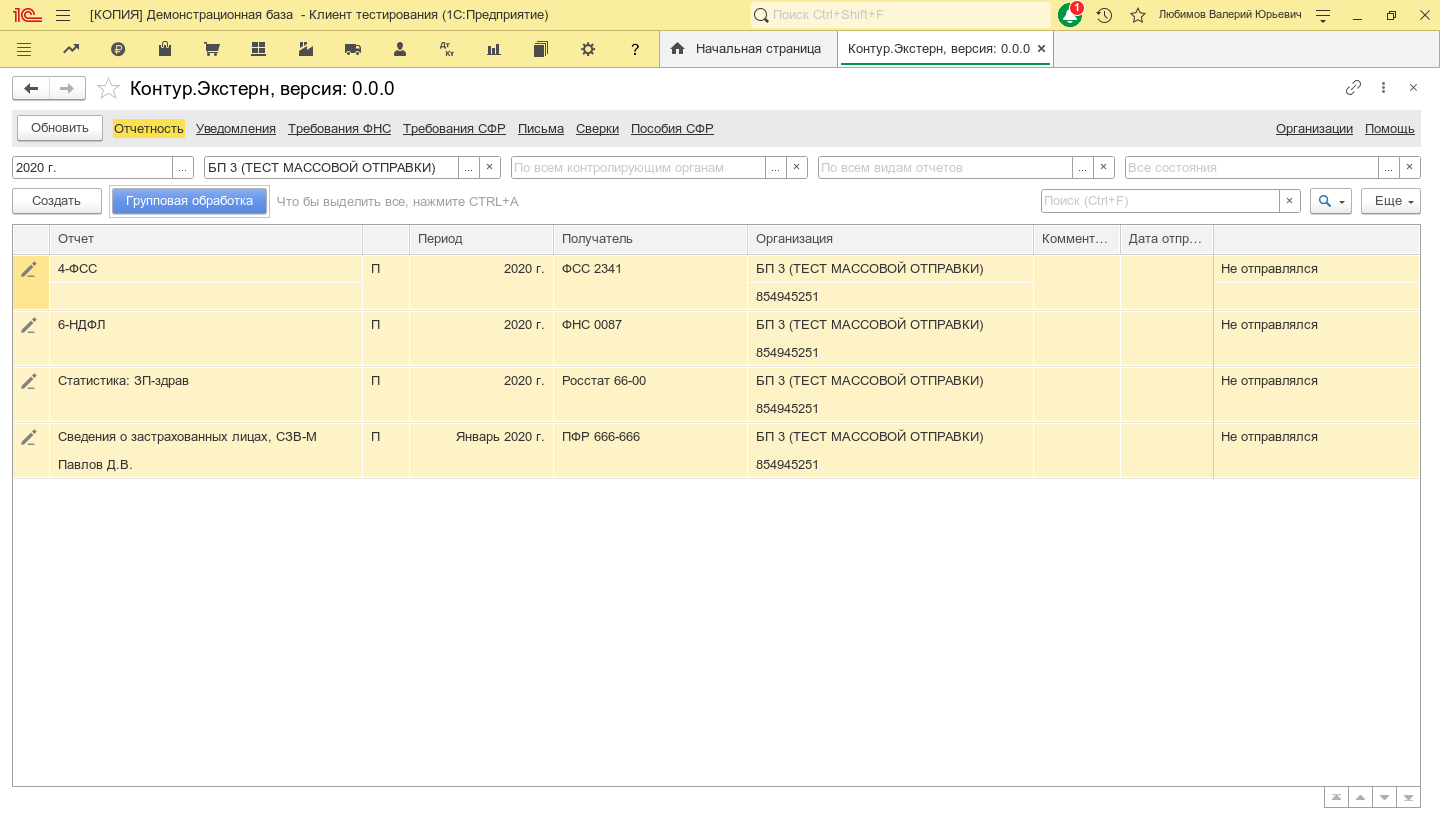 [КОПИЯ] Демонстрационная база - Клиент тестирования (1С:Предприятие)
Поиск Ctrl+Shift+F
1
Любимов Валерий Юрьевич
Дт Кт
?
Начальная страница
Контур.Экстерн, версия: 0.0.0
Контур.Экстерн, версия: 0.0.0
Обновить
Отчетность
Уведомления
Требования ФНС
Требования СФР
Письма
Сверки
Пособия СФР
Организации
Помощь
2020 г.
...
БП 3 (ТЕСТ МАССОВОЙ ОТПРАВКИ)
...
По всем контролирующим органам
...
По всем видам отчетов
...
Все состояния
...
Создать
Групповая обработка
Что бы выделить все, нажмите CTRL+A
Поиск (Ctrl+F)
Еще
Отчет Период Получатель Организация Коммент… Дата отпр…
4-ФСС П 2020 г. ФСС 2341 БП 3 (ТЕСТ МАССОВОЙ ОТПРАВКИ) Не отправлялся
854945251
6-НДФЛ П 2020 г. ФНС 0087 БП 3 (ТЕСТ МАССОВОЙ ОТПРАВКИ) Не отправлялся
854945251
Статистика: ЗП-здрав П 2020 г. Росстат 66-00 БП 3 (ТЕСТ МАССОВОЙ ОТПРАВКИ) Не отправлялся
854945251
Сведения о застрахованных лицах, СЗВ-М П Январь 2020 г. ПФР 666-666 БП 3 (ТЕСТ МАССОВОЙ ОТПРАВКИ) Не отправлялся
Павлов Д.В. 854945251